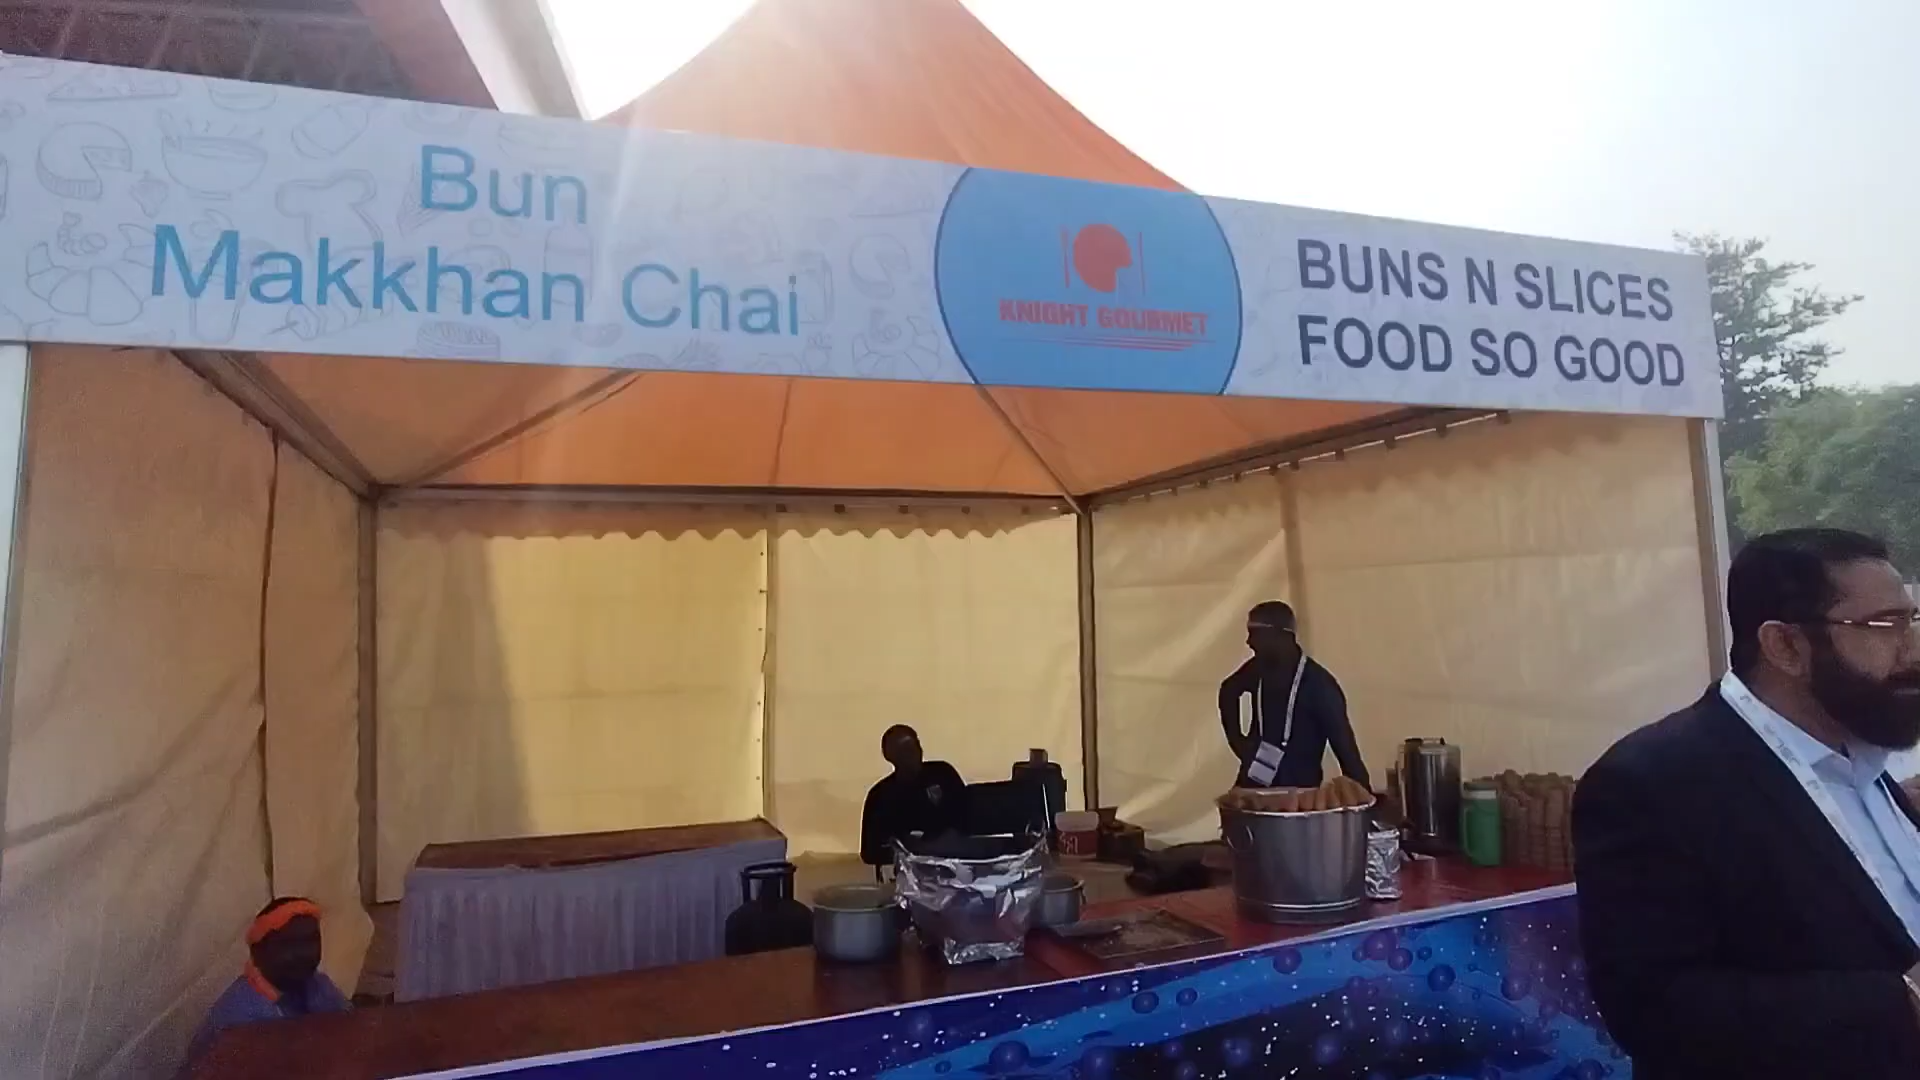 Bun
Makkhan Chai
KNIGHT GOURMET
BUNS N SLICES
FOOD SO GOOD